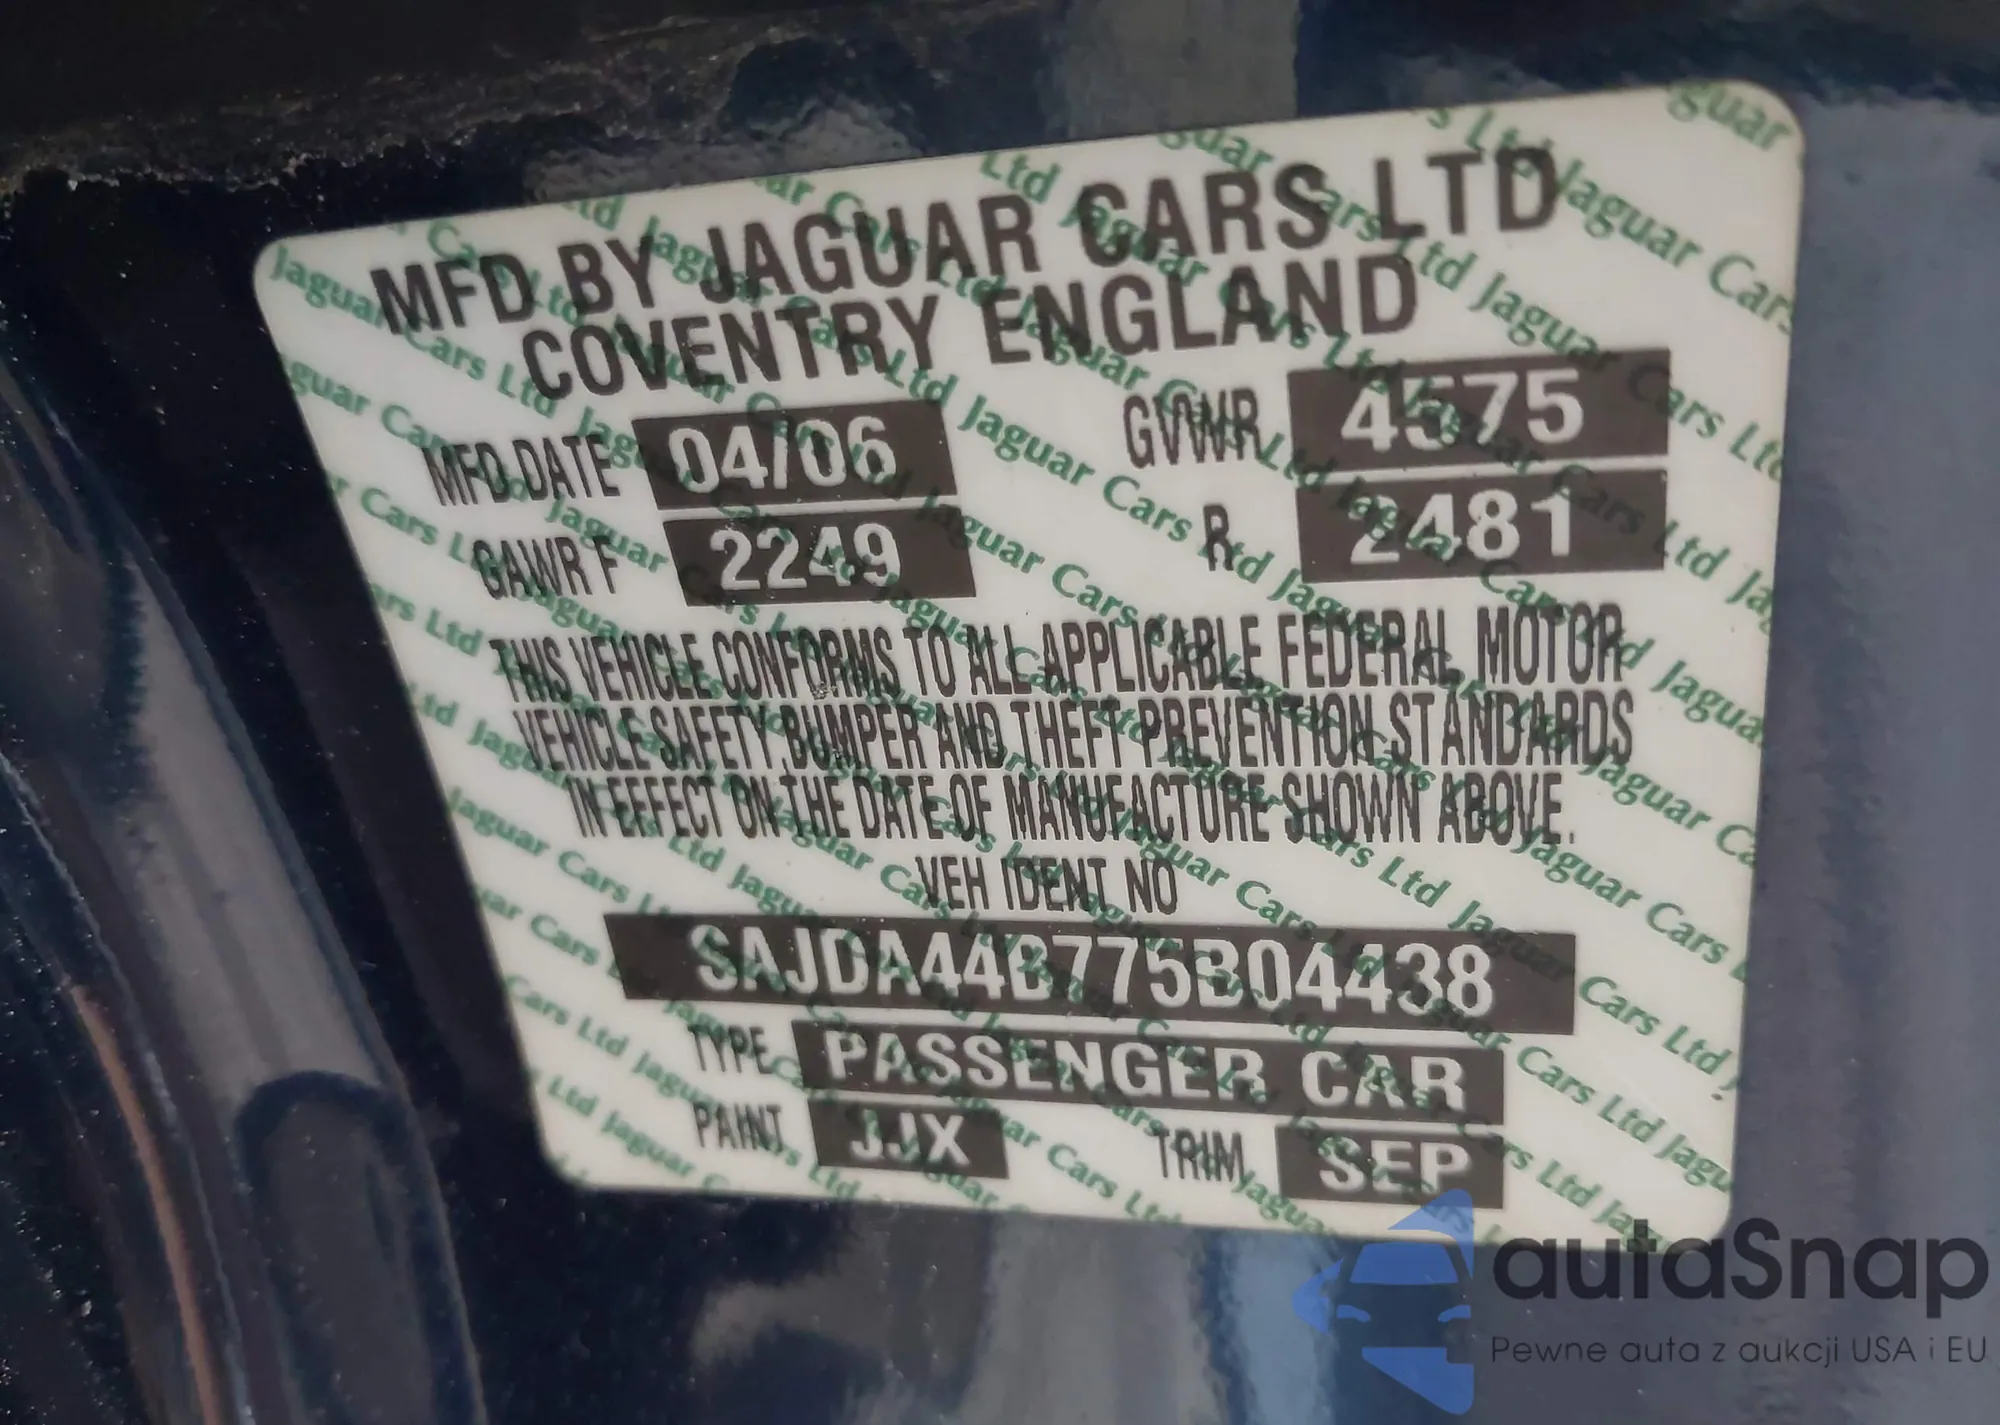 MFD BY JAGUAR CARS LTD
COVENTRY ENGLAND
MFD DATE 04/06 GVWR 4575
GAWR F 2249 R 2481
THIS VEHICLE CONFORMS TO ALL APPLICABLE FEDERAL MOTOR
VEHICLE SAFETY, BUMPER AND THEFT PREVENTION STANDARDS
IN EFFECT ON THE DATE OF MANUFACTURE SHOWN ABOVE.
VEH IDENT NO
SAJDA44B775B04438
TYPE PASSENGER CAR
PAINT JJX TRIM SEP
autaSnap
Pewne auta z aukcji USA i EU